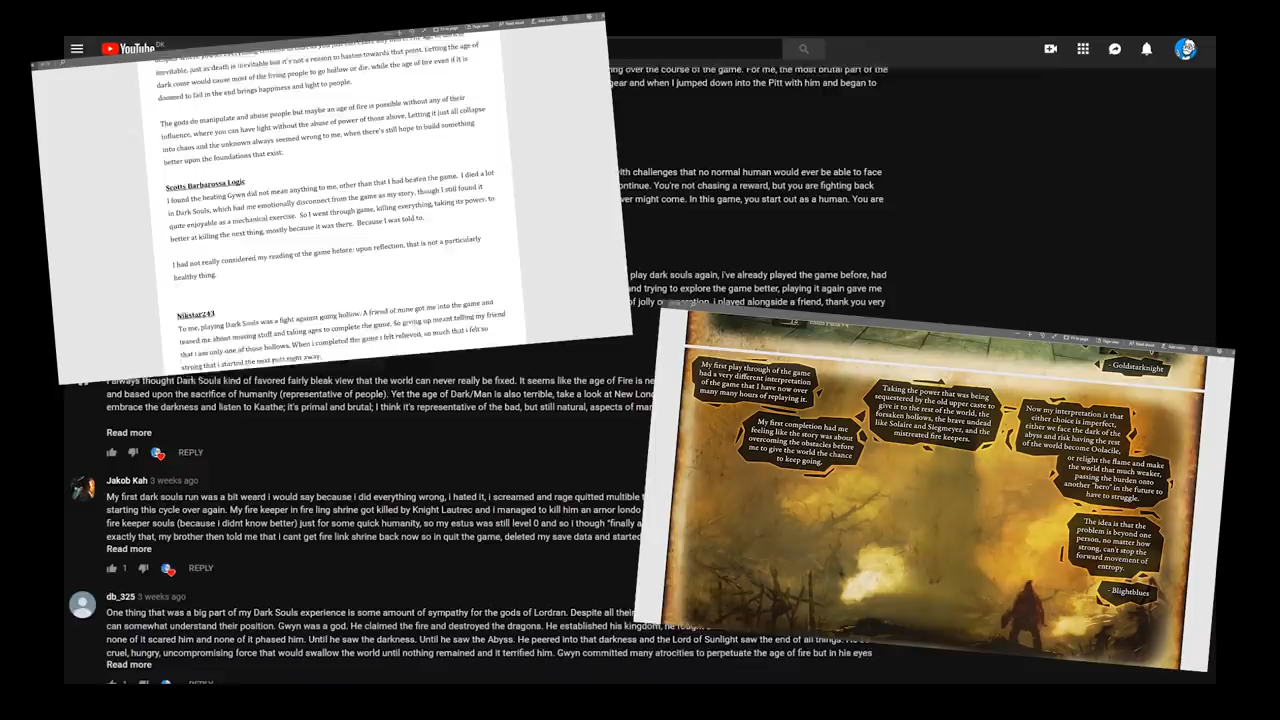 YouTube DK
inevitable, just as death is inevitable but it's not a reason to hasten towards that point. Letting the age of
dark come would cause most of the living people to go hollow or die, while the age of fire even if it is
doomed to fail in the end brings happiness and light to people.
The gods do manipulate and abuse people but maybe an age of fire is possible without any of their
influence, where you can have light without the abuse of power of those above. Letting it just all collapse
into chaos and the unknown always seemed wrong to me, when there's still hope to build something
better upon the foundations that exist.
Scotts Barbarossa Logic
I found the beating Gywn did not mean anything to me, other than that I had beaten the game. I died a lot
in Dark Souls, which had me emotionally disconnect from the game as my story, though I still found it
quite enjoyable as a mechanical exercise. So I went through game, killing everything, taking its power, to
better at killing the next thing, mostly because it was there. Because I was told to.
I had not really considered my reading of the game before: upon reflection, that is not a particularly
healthy thing.
Nikstar243
To me, playing Dark Souls was a fight against going hollow. A friend of mine got me into the game and
teased me about missing stuff and taking ages to complete the game. So giving up meant telling my friend
that i am only one of those hollows. When i completed the game I felt relieved, so much that i felt so
strong that i started the next puts right away.
ring over the course of the game. For me, the most brutal part of the
gear and when I jumped down into the Pitt with him and began to
with challenges that no normal human would ever be able to face
continue. You're not chasing a reward, but you are fighting back
ver might come. In this game, you start out as a human. You are
play dark souls again, i've already played the game before, had
and trying to explore the game better, playing it again gave me
of jolly cooperation, i played alongside a friend, thank you very
- Goldstarknight
My first play through of the game
had a very different interpretation
of the game that I have now over
many many hours of replaying it.
My first completion had me
feeling like the story was about
overcoming the obstacles before
me to give the world the chance
to keep going.
Taking the power that was being
sequestered by the old upper caste to
give it to the rest of the world, the
forsaken hollows, the brave undead
like Solaire and Siegmeyer, and the
mistreated fire keepers.
Now my interpretation is that
either choice is imperfect,
either we face the dark of the
abyss and risk having the rest
of the world become Oolacile,
or relight the flame and make
the world that much weaker,
passing the burden onto
another "hero" in the future to
have to struggle.
The idea is that the
problem is beyond one
person, no matter how
strong, can't stop the
forward movement of
entropy.
- Blightblues
I always thought Dark Souls kind of favored fairly bleak view that the world can never really be fixed. It seems like the age of Fire is ne
and based upon the sacrifice of humanity (representative of people). Yet the age of Dark/Man is also terrible, take a look at New Lond
embrace the darkness and listen to Kaathe; it's primal and brutal; I think it's representative of the bad, but still natural, aspects of mar
Read more
REPLY
Jakob Kah 3 weeks ago
My first dark souls run was a bit weard i would say because i did everything wrong, i hated it, i screamed and rage quitted multible t
starting this cycle over again. My fire keeper in fire ling shrine got killed by Knight Lautrec and i managed to kill him an arnor londo
fire keeper souls (because i didnt know better) just for some quick humanity, so my estus was still level 0 and so i though "finally a
exactly that, my brother then told me that i cant get fire link shrine back now so in quit the game, deleted my save data and started
Read more
1 REPLY
db_325 3 weeks ago
One thing that was a big part of my Dark Souls experience is some amount of sympathy for the gods of Lordran. Despite all thei
can somewhat understand their position. Gwyn was a god. He claimed the fire and destroyed the dragons. He established his kingdom, he
none of it scared him and none of it phased him. Until he saw the darkness. Until he saw the Abyss. He peered into that darkness and the Lord of Sunlight saw the end of all things.
cruel, hungry, uncompromising force that would swallow the world until nothing remained and it terrified him. Gwyn committed many atrocities to perpetuate the age of fire but in his eyes
Read more
REPLY